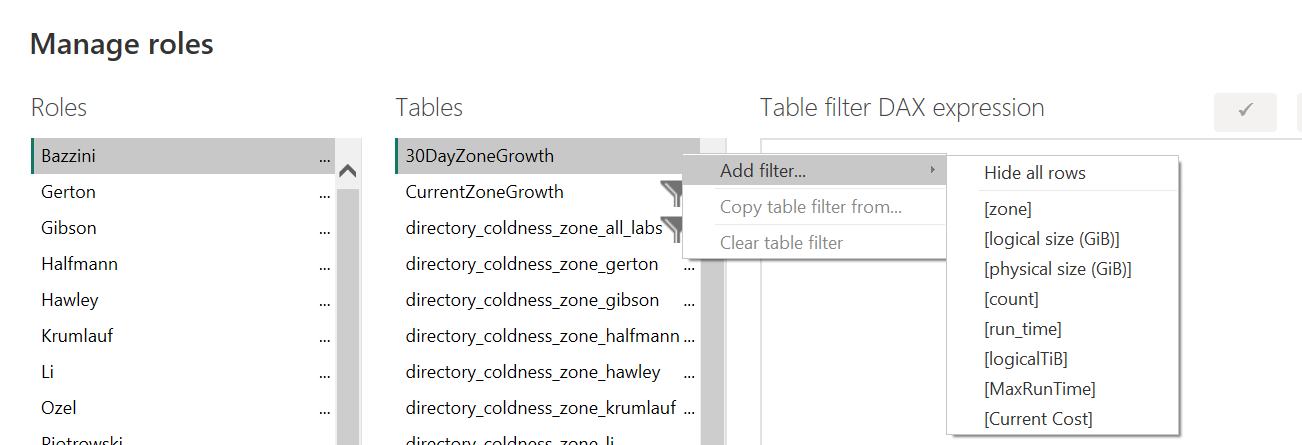 Manage roles
Roles
Bazzini ...
Gerton ...
Gibson ...
Halfmann ...
Hawley ...
Krumlauf ...
Li ...
Ozel ...
Piotrowski
Tables
30DayZoneGrowth
CurrentZoneGrowth
directory_coldness_zone_all_labs
directory_coldness_zone_gerton ...
directory_coldness_zone_gibson ...
directory_coldness_zone_halfmann ...
directory_coldness_zone_hawley ...
directory_coldness_zone_krumlauf ...
directory_coldness_zone_li
Table filter DAX expression
Add filter...
Copy table filter from...
Clear table filter
Hide all rows
[zone]
[logical size (GiB)]
[physical size (GiB)]
[count]
[run_time]
[logicalTiB]
[MaxRunTime]
[Current Cost]